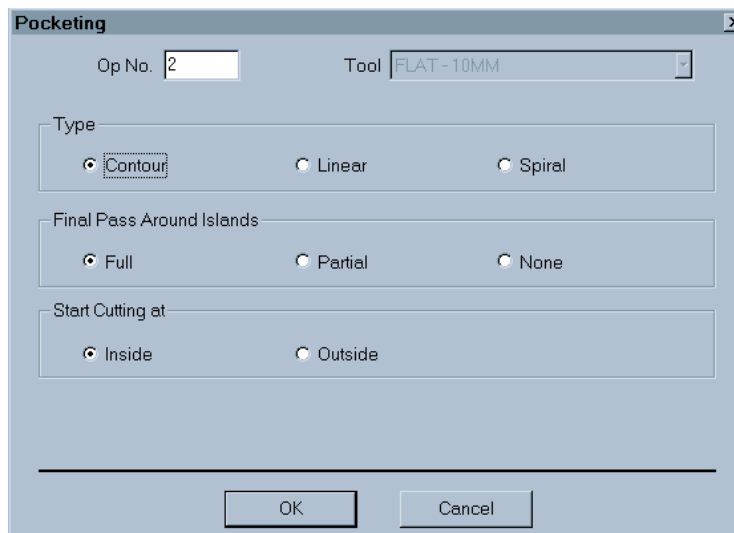 Pocketing
Op No. 2 Tool FLAT - 10MM
Type
Contour Linear Spiral
Final Pass Around Islands
Full Partial None
Start Cutting at
Inside Outside
OK Cancel